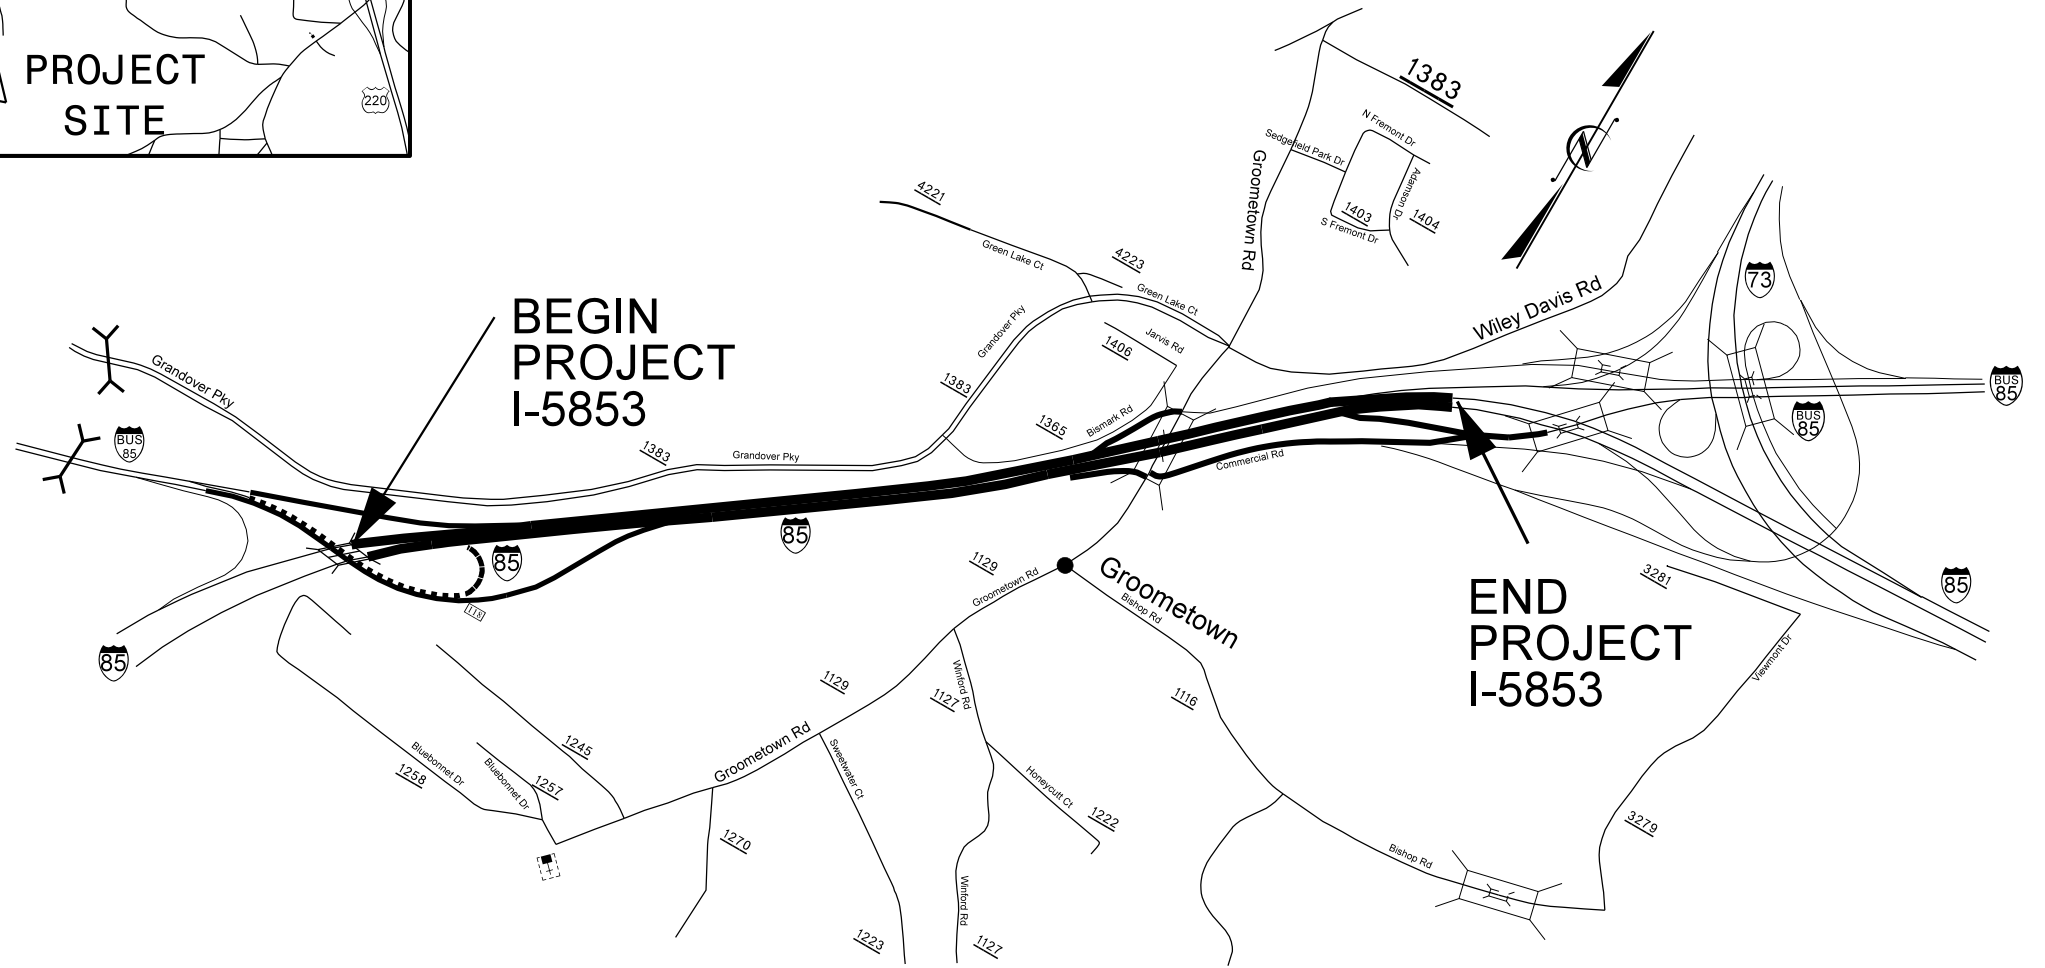 PROJECT
SITE
220
1383
N Fremont Dr
Sedgefield Park Dr
Groometown Rd
Adamson Dr
1403
1404
S Fremont Dr
N
4221
Green Lake Ct
4223
Green Lake Ct
73
Wiley Davis Rd
BEGIN
PROJECT
I-5853
Grandover Pky
Grandover Pky
Jarvis Rd
1406
1383
BUS
85
BUS
85
BUS
85
1365
Bismark Rd
1383
Grandover Pky
Commercial Rd
85
85
118
1129
Groometown Rd
Groometown
Bishop Rd
END
PROJECT
I-5853
3281
85
85
Viewmont Dr
1129
Winford Rd
1127
1116
Groometown Rd
1245
Bluebonnet Dr
1258
Bluebonnet Dr
1257
Sweetwater Ct
Honeycutt Ct
1222
1270
3279
Bishop Rd
Winford Rd
1223
1127